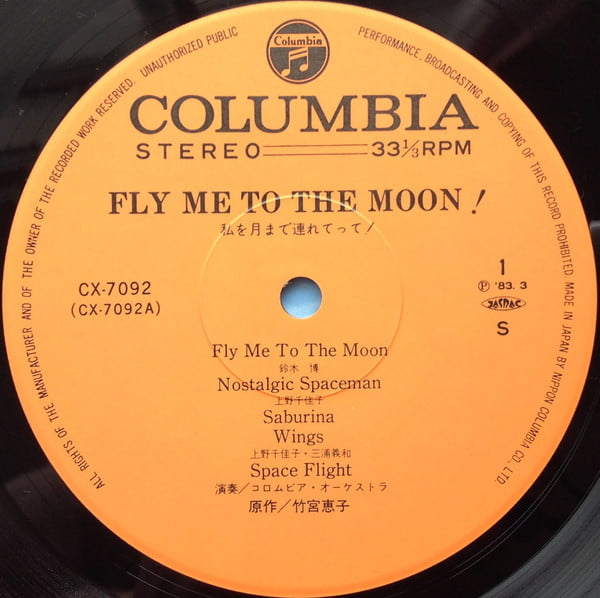 ALL RIGHTS OF THE MANUFACTURER AND OF THE OWNER OF THE RECORDED WORK RESERVED. UNAUTHORIZED PUBLIC PERFORMANCE, BROADCASTING AND COPYING OF THIS RECORD PROHIBITED. MADE IN JAPAN BY NIPPON COLUMBIA CO., LTD.
Columbia
COLUMBIA
STEREO 33⅓RPM
FLY ME TO THE MOON!
私を月まで連れてって!
CX-7092
(CX-7092A)
1
Ⓟ '83. 3
JASRAC
S
Fly Me To The Moon
鈴木 博
Nostalgic Spaceman
上野千佳子
Saburina
Wings
上野千佳子・三浦義和
Space Flight
演奏/コロムビア・オーケストラ
原作/竹宮恵子